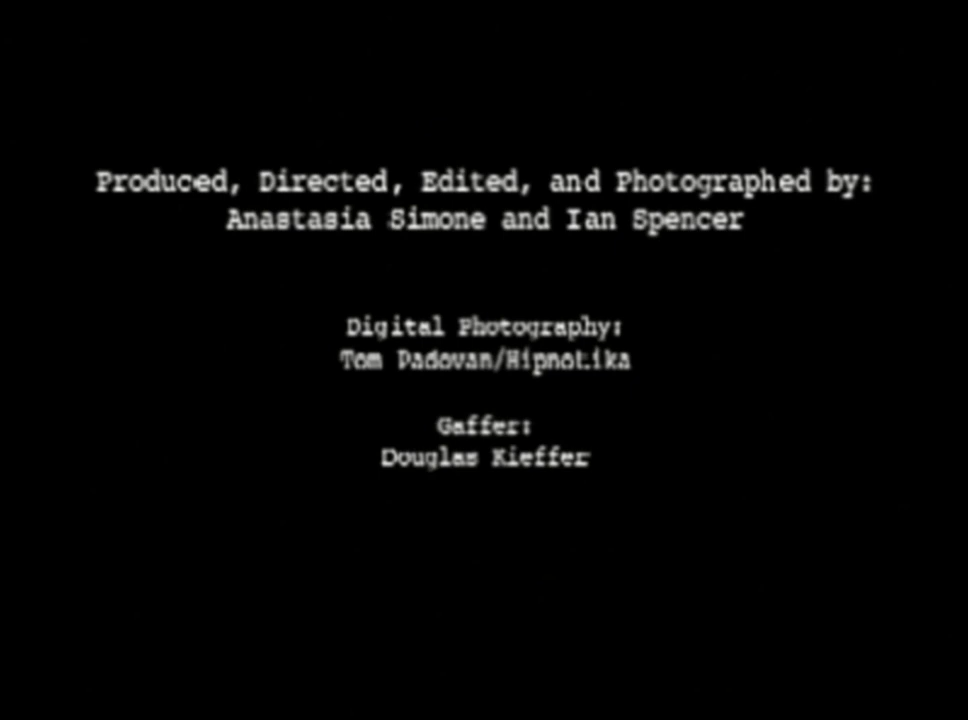 Produced, Directed, Edited, and Photographed by:
Anastasia Simone and Ian Spencer
Digital Photography:
Tom Padovan/Hipnotika
Gaffer:
Douglas Kieffer